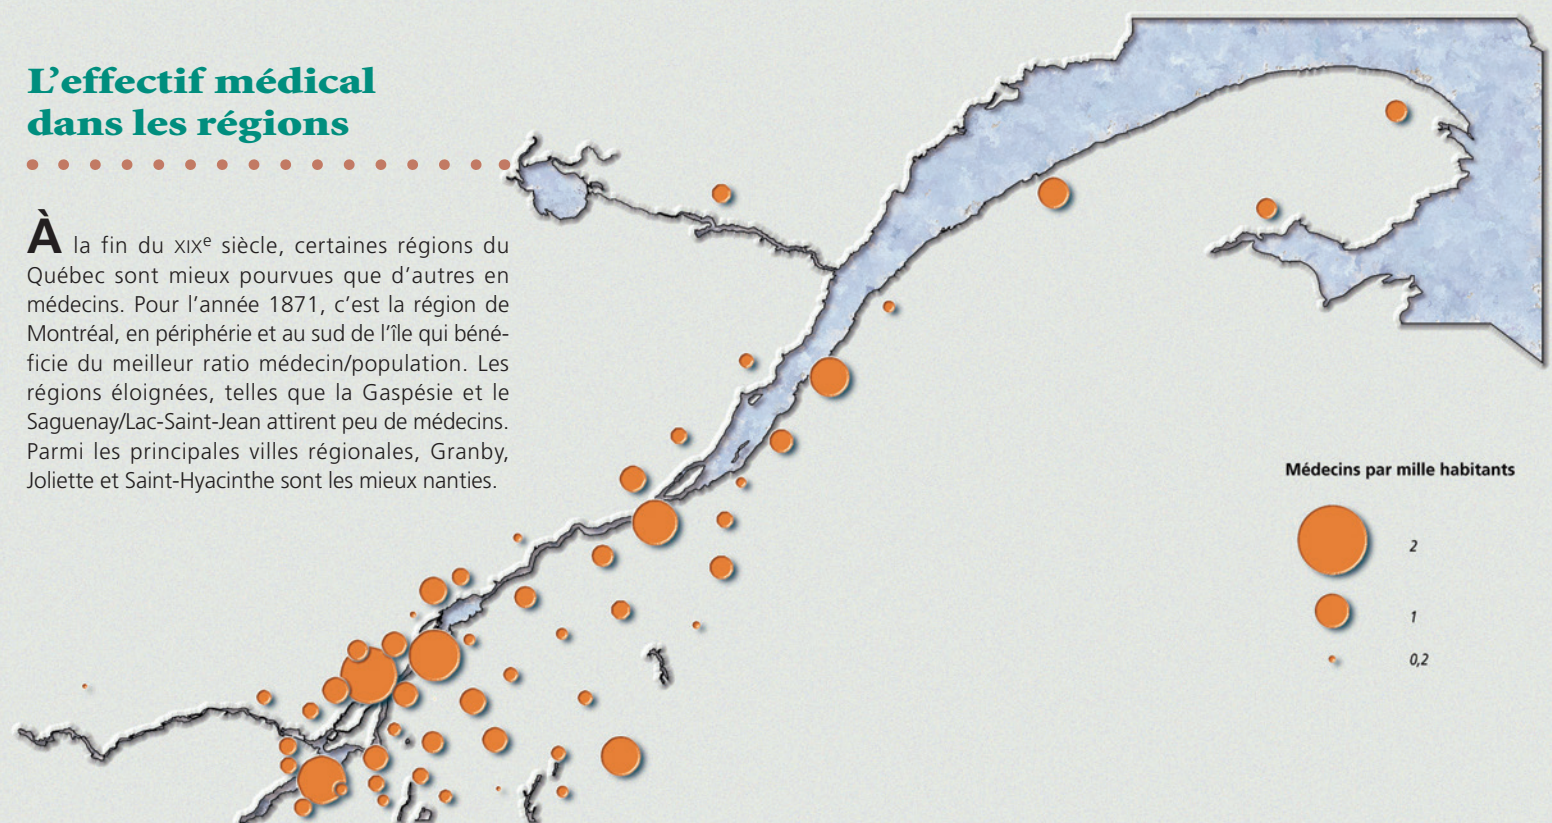 L’effectif médical
dans les régions
À la fin du XIXe siècle, certaines régions du
Québec sont mieux pourvues que d’autres en
médecins. Pour l’année 1871, c’est la région de
Montréal, en périphérie et au sud de l’île qui béné-
ficie du meilleur ratio médecin/population. Les
régions éloignées, telles que la Gaspésie et le
Saguenay/Lac-Saint-Jean attirent peu de médecins.
Parmi les principales villes régionales, Granby,
Joliette et Saint-Hyacinthe sont les mieux nanties.
Médecins par mille habitants
2
1
0,2